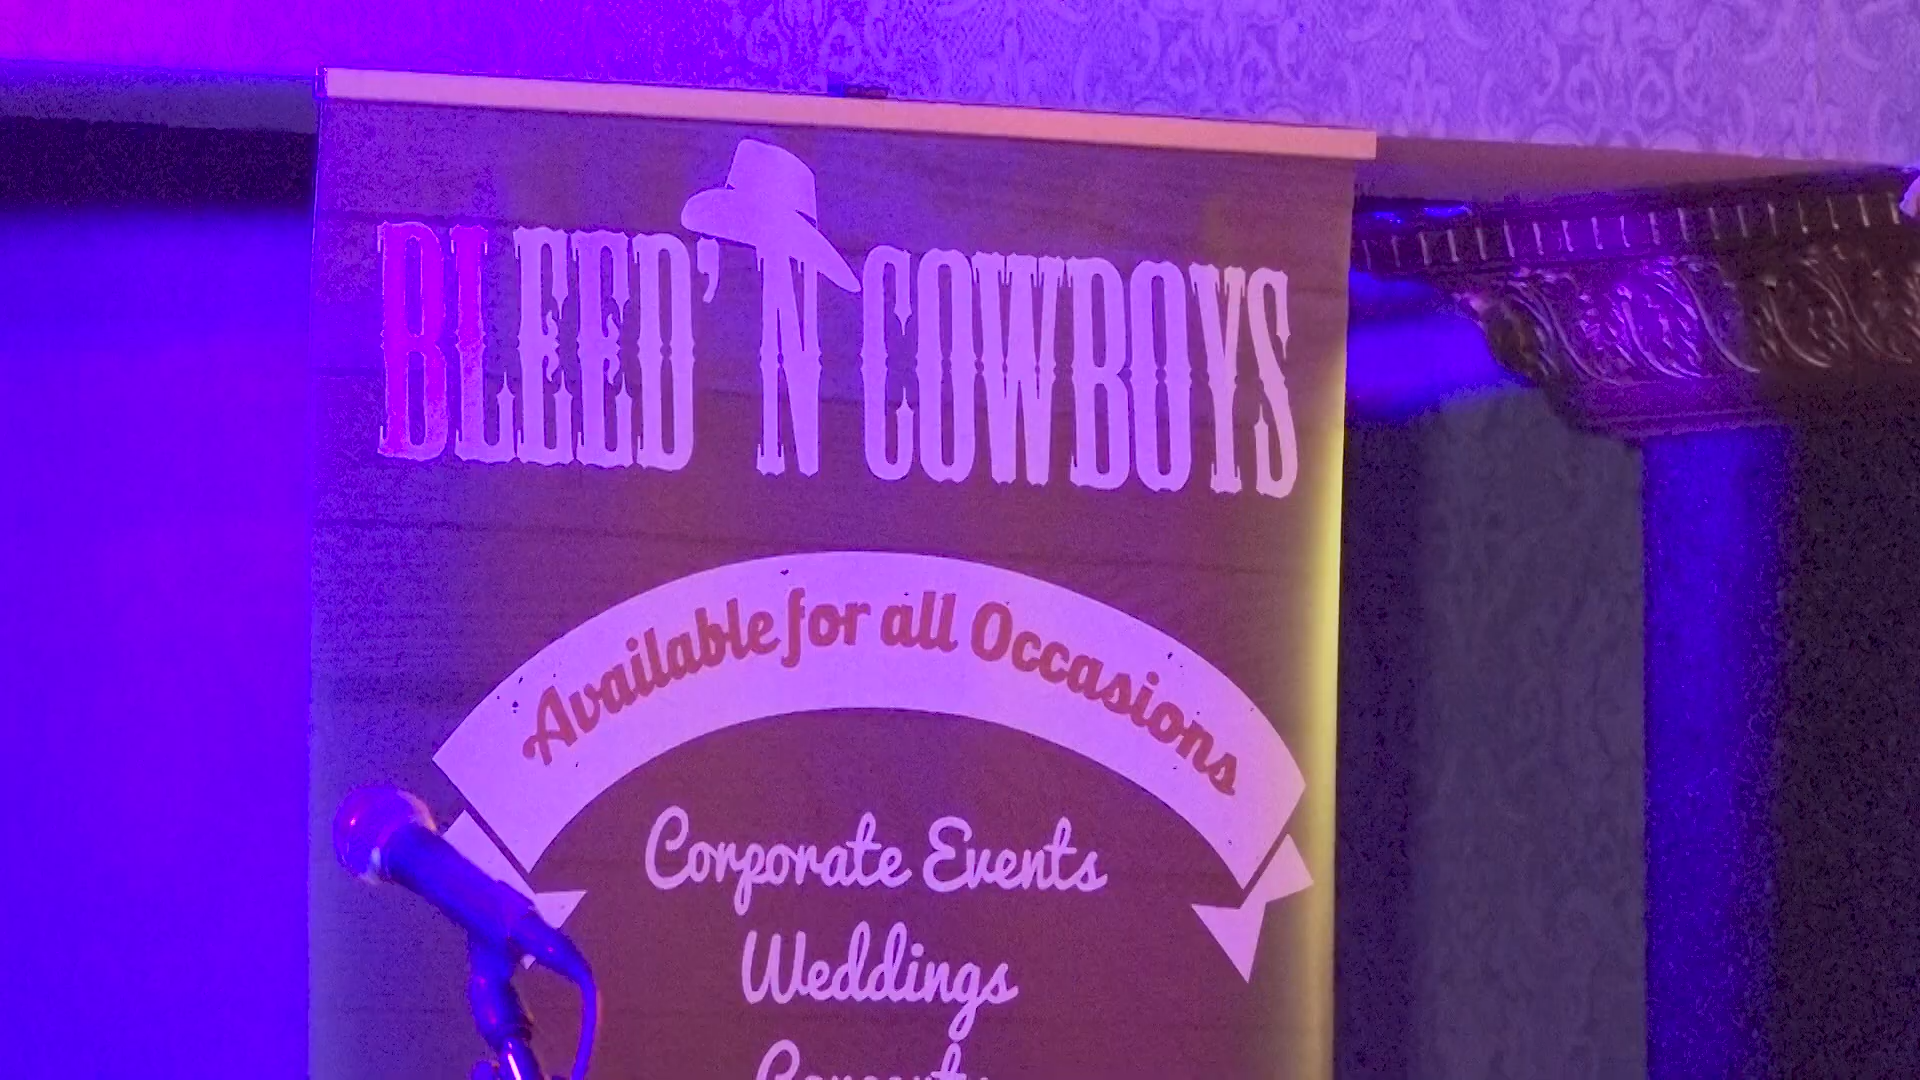 BLEED'N COWBOYS
Available for all Occasions
Corporate Events
Weddings